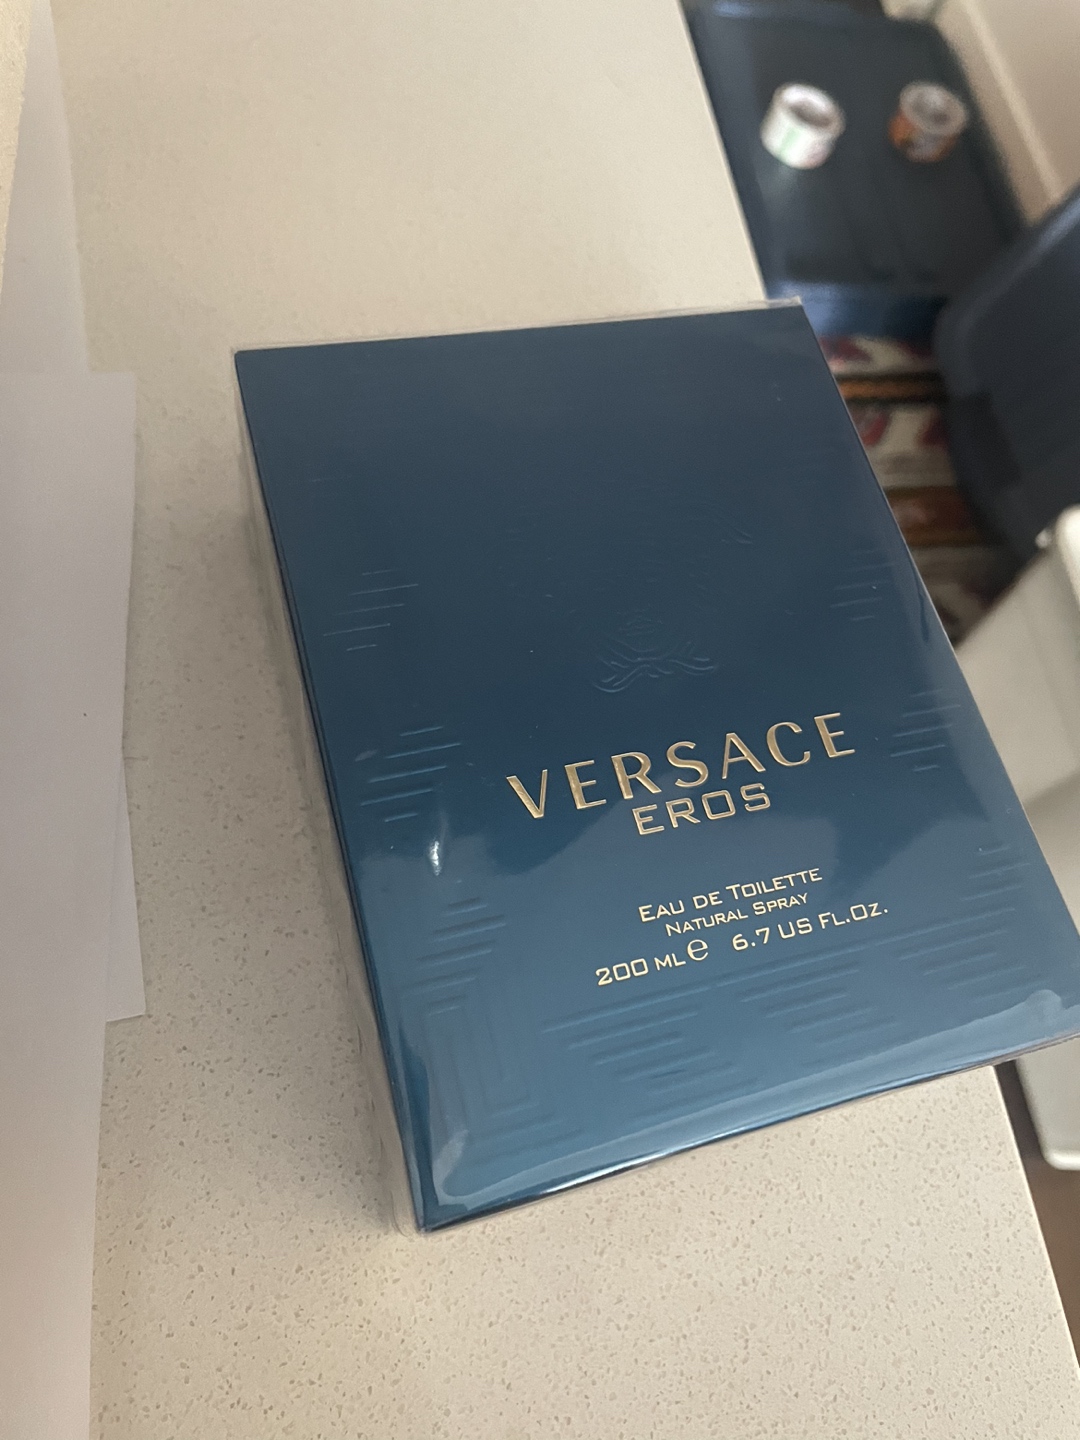 VERSACE
EROS
EAU DE TOILETTE
NATURAL SPRAY
200 ML ℮ 6.7 US FL.OZ.